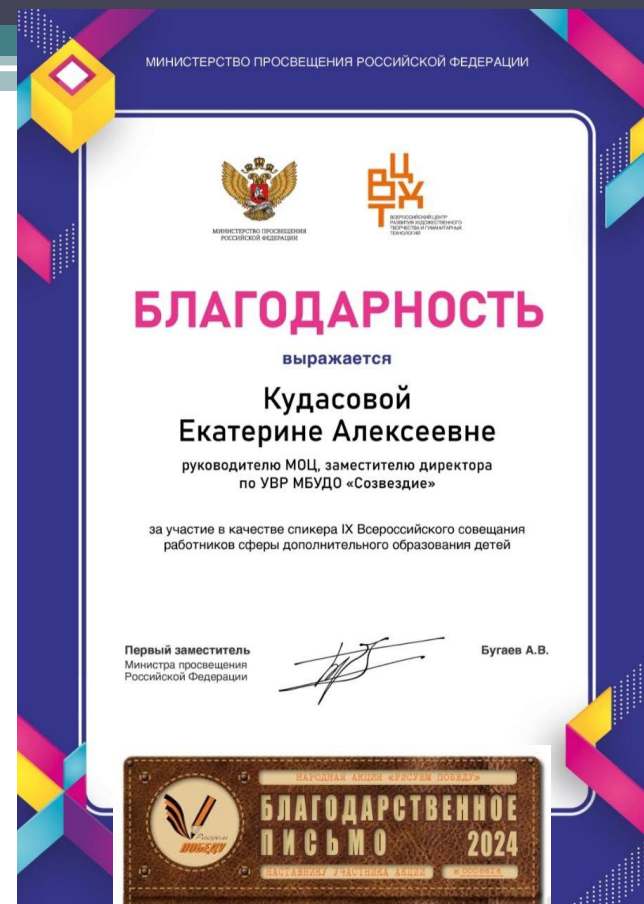 МИНИСТЕРСТВО ПРОСВЕЩЕНИЯ РОССИЙСКОЙ ФЕДЕРАЦИИ
МИНИСТЕРСТВО ПРОСВЕЩЕНИЯ
РОССИЙСКОЙ ФЕДЕРАЦИИ
ВЦХТ
ВСЕРОССИЙСКИЙ ЦЕНТР
РАЗВИТИЯ ХУДОЖЕСТВЕННОГО
ТВОРЧЕСТВА И ГУМАНИТАРНЫХ
ТЕХНОЛОГИЙ
БЛАГОДАРНОСТЬ
выражается
Кудасовой
Екатерине Алексеевне
руководителю МОЦ, заместителю директора
по УВР МБУДО «Созвездие»
за участие в качестве спикера IX Всероссийского совещания
работников сферы дополнительного образования детей
Первый заместитель
Министра просвещения
Российской Федерации
Бугаев А.В.
НАРОДНАЯ АКЦИЯ «РИСУЕМ ПОБЕДУ»
Рисуем
ПОБЕДУ
БЛАГОДАРСТВЕННОЕ
ПИСЬМО 2024
НАСТАВНИКУ УЧАСТНИКА АКЦИИ